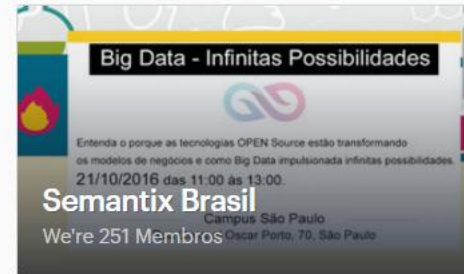 Big Data - Infinitas Possibilidades
Entenda o porque as tecnologias OPEN Source estão transformando
os modelos de negócios e como Big Data impulsionada infinitas possibilidades.
21/10/2016 das 11:00 às 13:00.
Semantix Brasil
Campus São Paulo
We're 251 Membros
Oscar Porto, 70, São Paulo